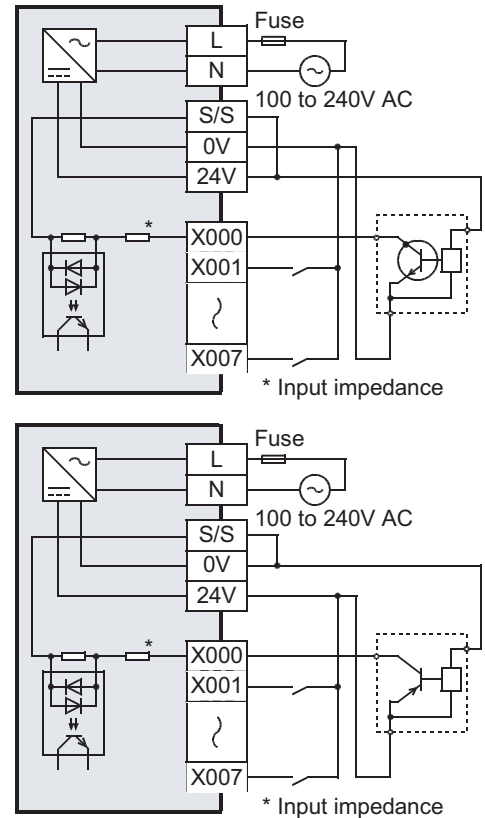 Fuse
L
N
100 to 240V AC
S/S
0V
24V
*
X000
X001
X007
* Input impedance
Fuse
L
N
100 to 240V AC
S/S
0V
24V
*
X000
X001
X007
* Input impedance